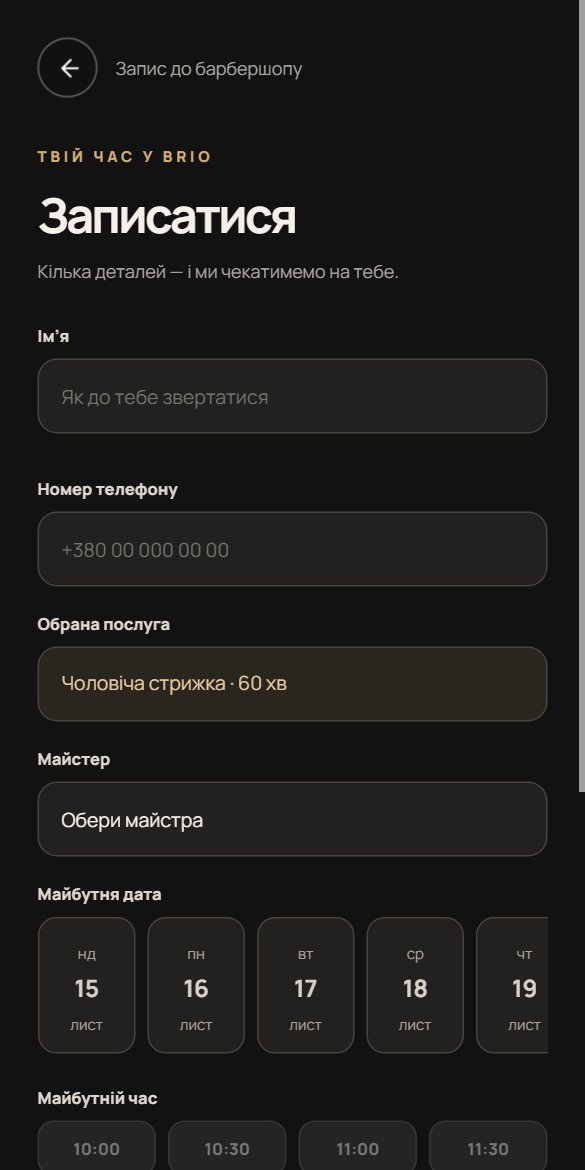 Запис до барбершопу
ТВІЙ ЧАС У BRIO
Записатися
Кілька деталей — і ми чекатимемо на тебе.
Ім’я
Як до тебе звертатися
Номер телефону
+380 00 000 00 00
Обрана послуга
Чоловіча стрижка · 60 хв
Майстер
Обери майстра
Майбутня дата
нд пн вт ср чт
15 16 17 18 19
лист лист лист лист лист
Майбутній час
10:00 10:30 11:00 11:30